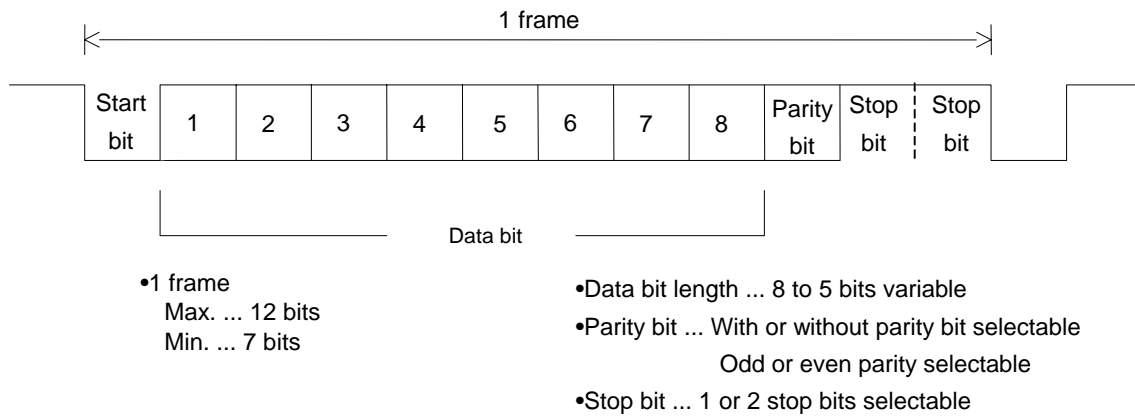 1 frame
Start bit 1 2 3 4 5 6 7 8 Parity bit Stop bit Stop bit
Data bit
•1 frame
Max. ... 12 bits
Min. ... 7 bits
•Data bit length ... 8 to 5 bits variable
•Parity bit ... With or without parity bit selectable
Odd or even parity selectable
•Stop bit ... 1 or 2 stop bits selectable